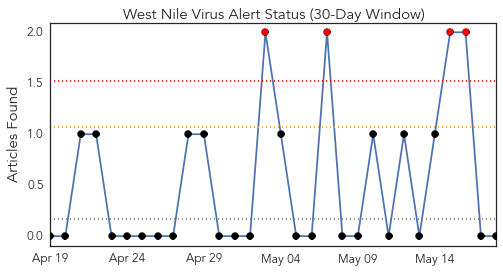 West Nile Virus Alert Status (30-Day Window)
Articles Found
2.0
1.5
1.0
0.5
0.0
Apr 19 Apr 24 Apr 29 May 04 May 09 May 14